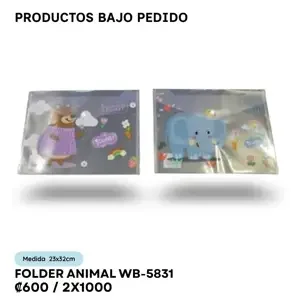 PRODUCTOS BAJO PEDIDO
Medida 23x32cm
FOLDER ANIMAL WB-5831
₡600 / 2X1000